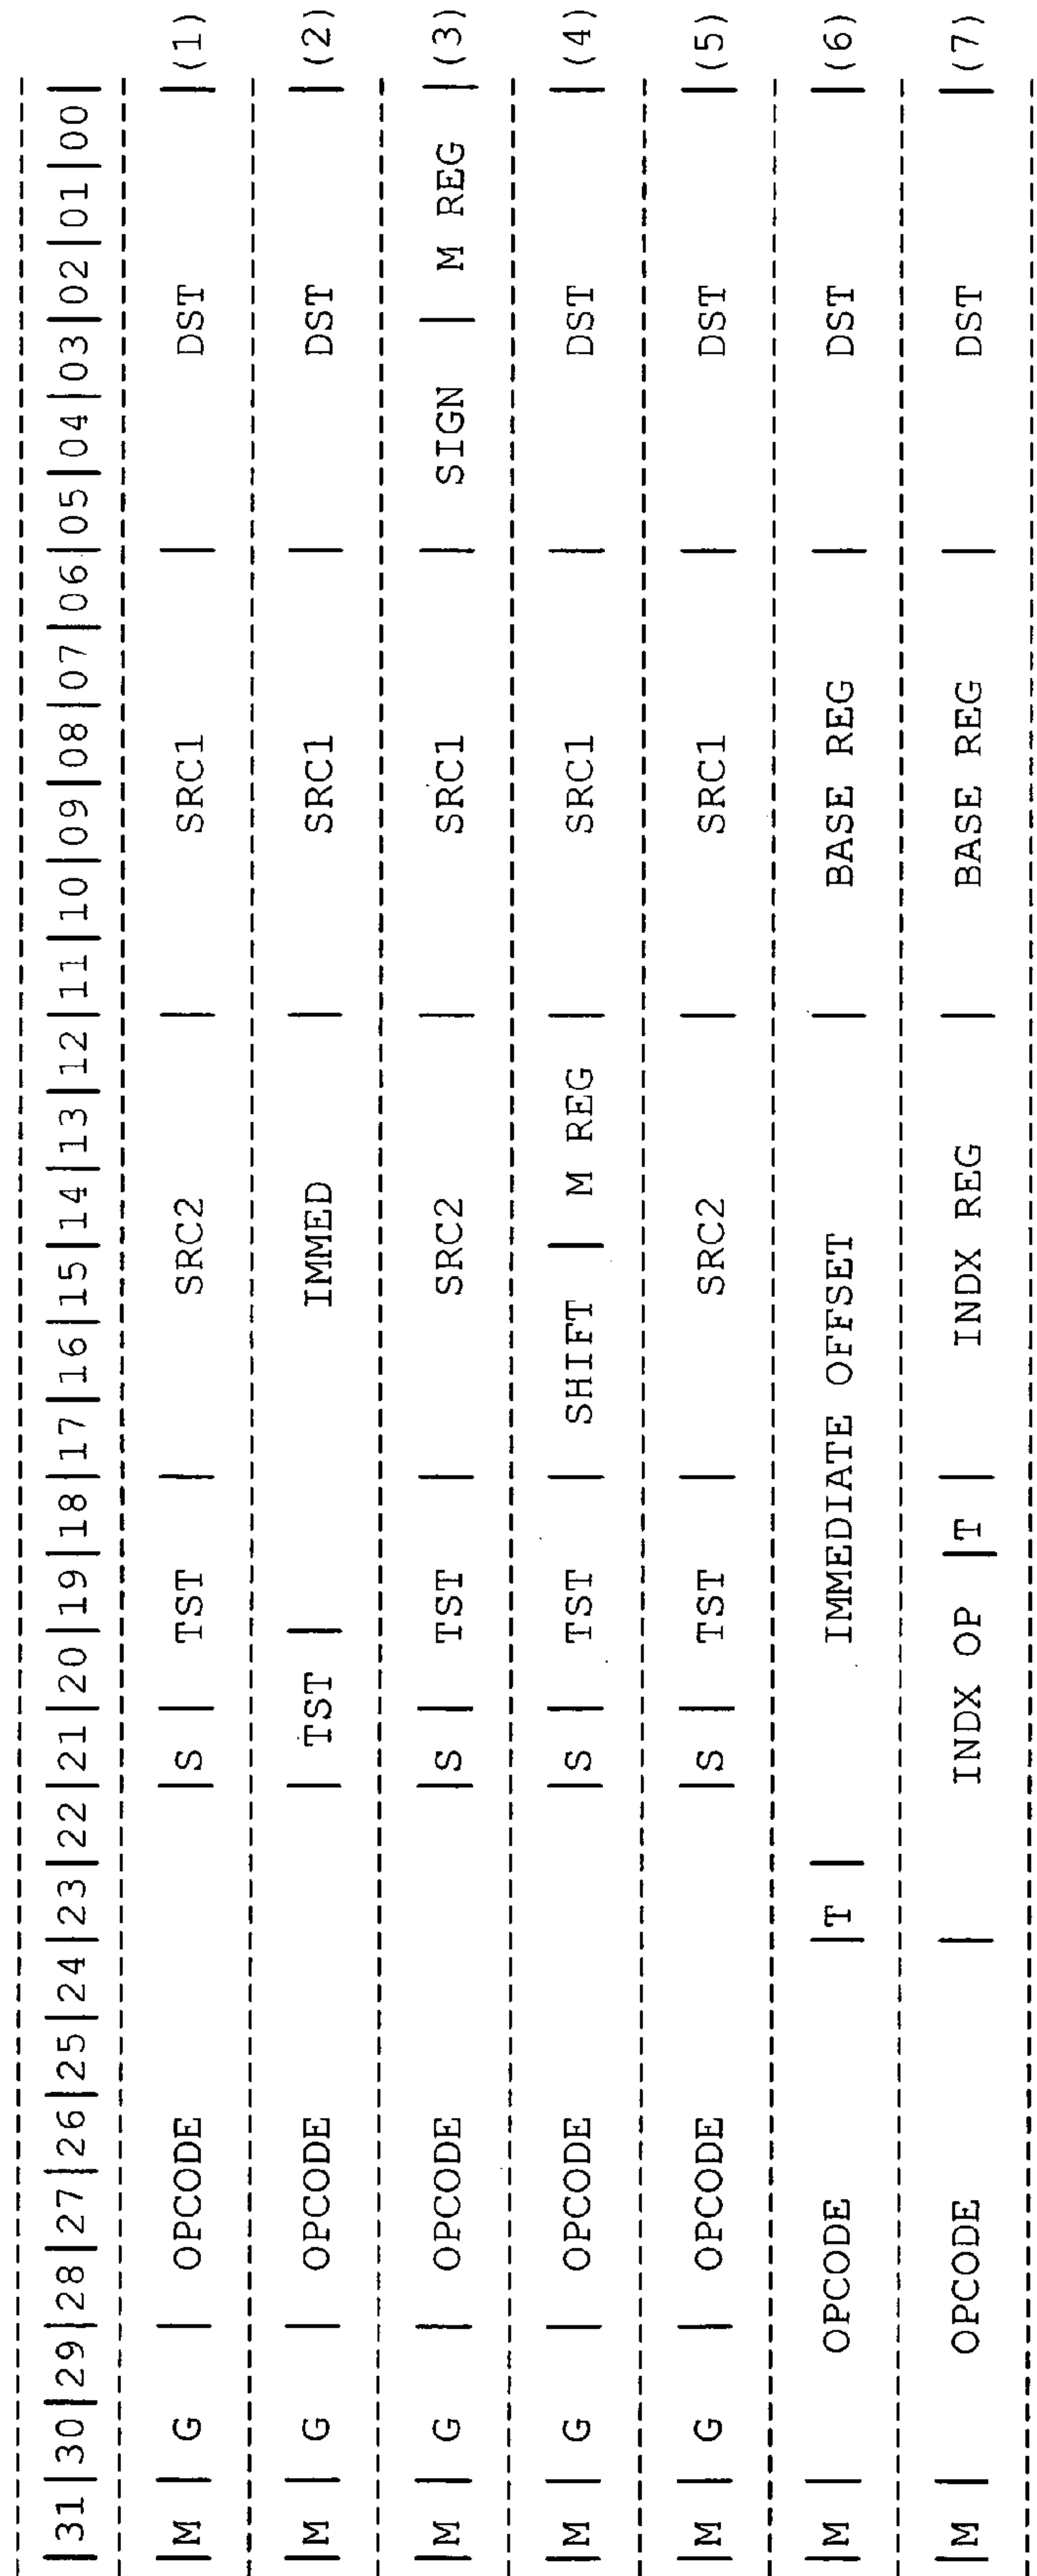 |31|30|29|28|27|26|25|24|23|22|21|20|19|18|17|16|15|14|13|12|11|10|09|08|07|06|05|04|03|02|01|00|
|M | G | OPCODE |S | TST | SRC2 | SRC1 | DST | (1)
|M | G | OPCODE | TST | IMMED | SRC1 | DST | (2)
|M | G | OPCODE |S | TST | SRC2 | SRC1 | SIGN | M REG |(3)
|M | G | OPCODE |S | TST | SHIFT | M REG | SRC1 | DST | (4)
|M | G | OPCODE |S | TST | SRC2 | SRC1 | DST | (5)
|M | OPCODE |T | IMMEDIATE OFFSET | BASE REG | DST | (6)
|M | OPCODE | INDX OP |T | INDX REG | BASE REG | DST | (7)